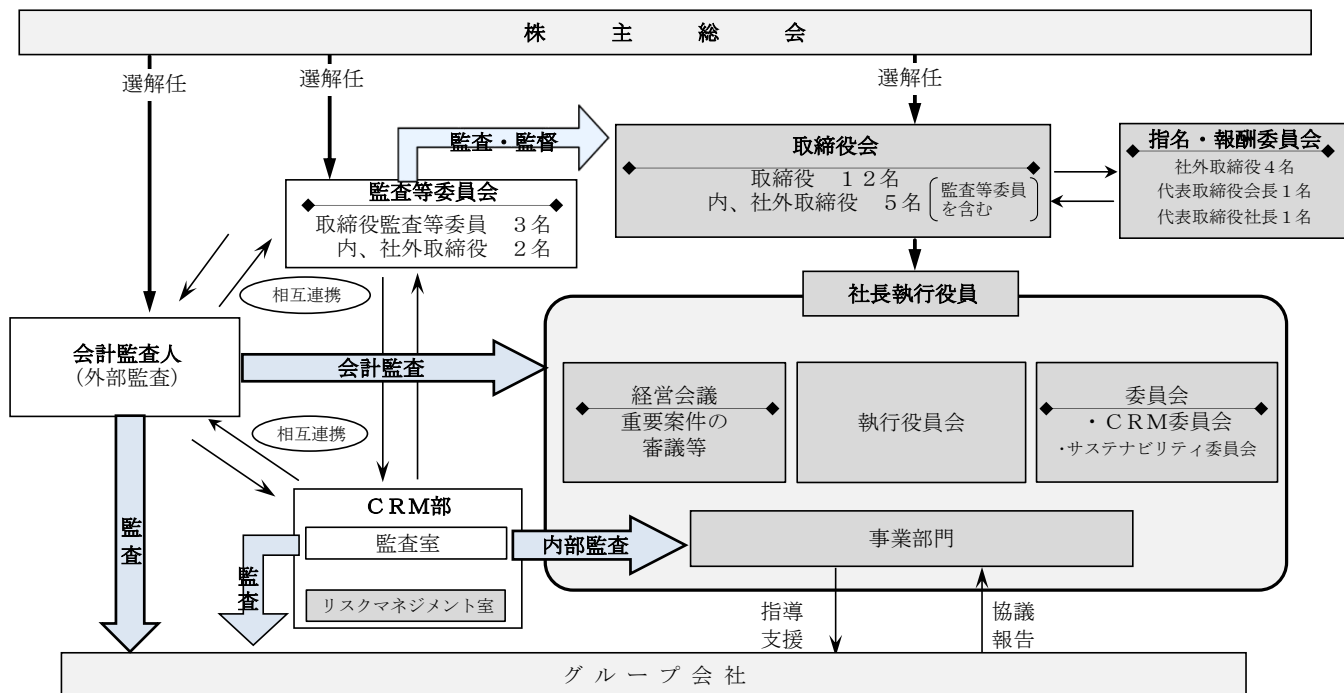 株　主　総　会
選解任
選解任
選解任
監査・監督
取締役会
取締役　１２名
内、社外取締役　５名
監査等委員
を含む
指名・報酬委員会
社外取締役４名
代表取締役会長１名
代表取締役社長１名
監査等委員会
取締役監査等委員　３名
内、社外取締役　２名
相互連携
社長執行役員
会計監査人
（外部監査）
会計監査
経営会議
重要案件の
審議等
執行役員会
委員会
・ＣＲＭ委員会
・サステナビリティ委員会
相互連携
ＣＲＭ部
監査室
リスクマネジメント室
内部監査
事業部門
監査
監査
指導
支援
協議
報告
グループ会社